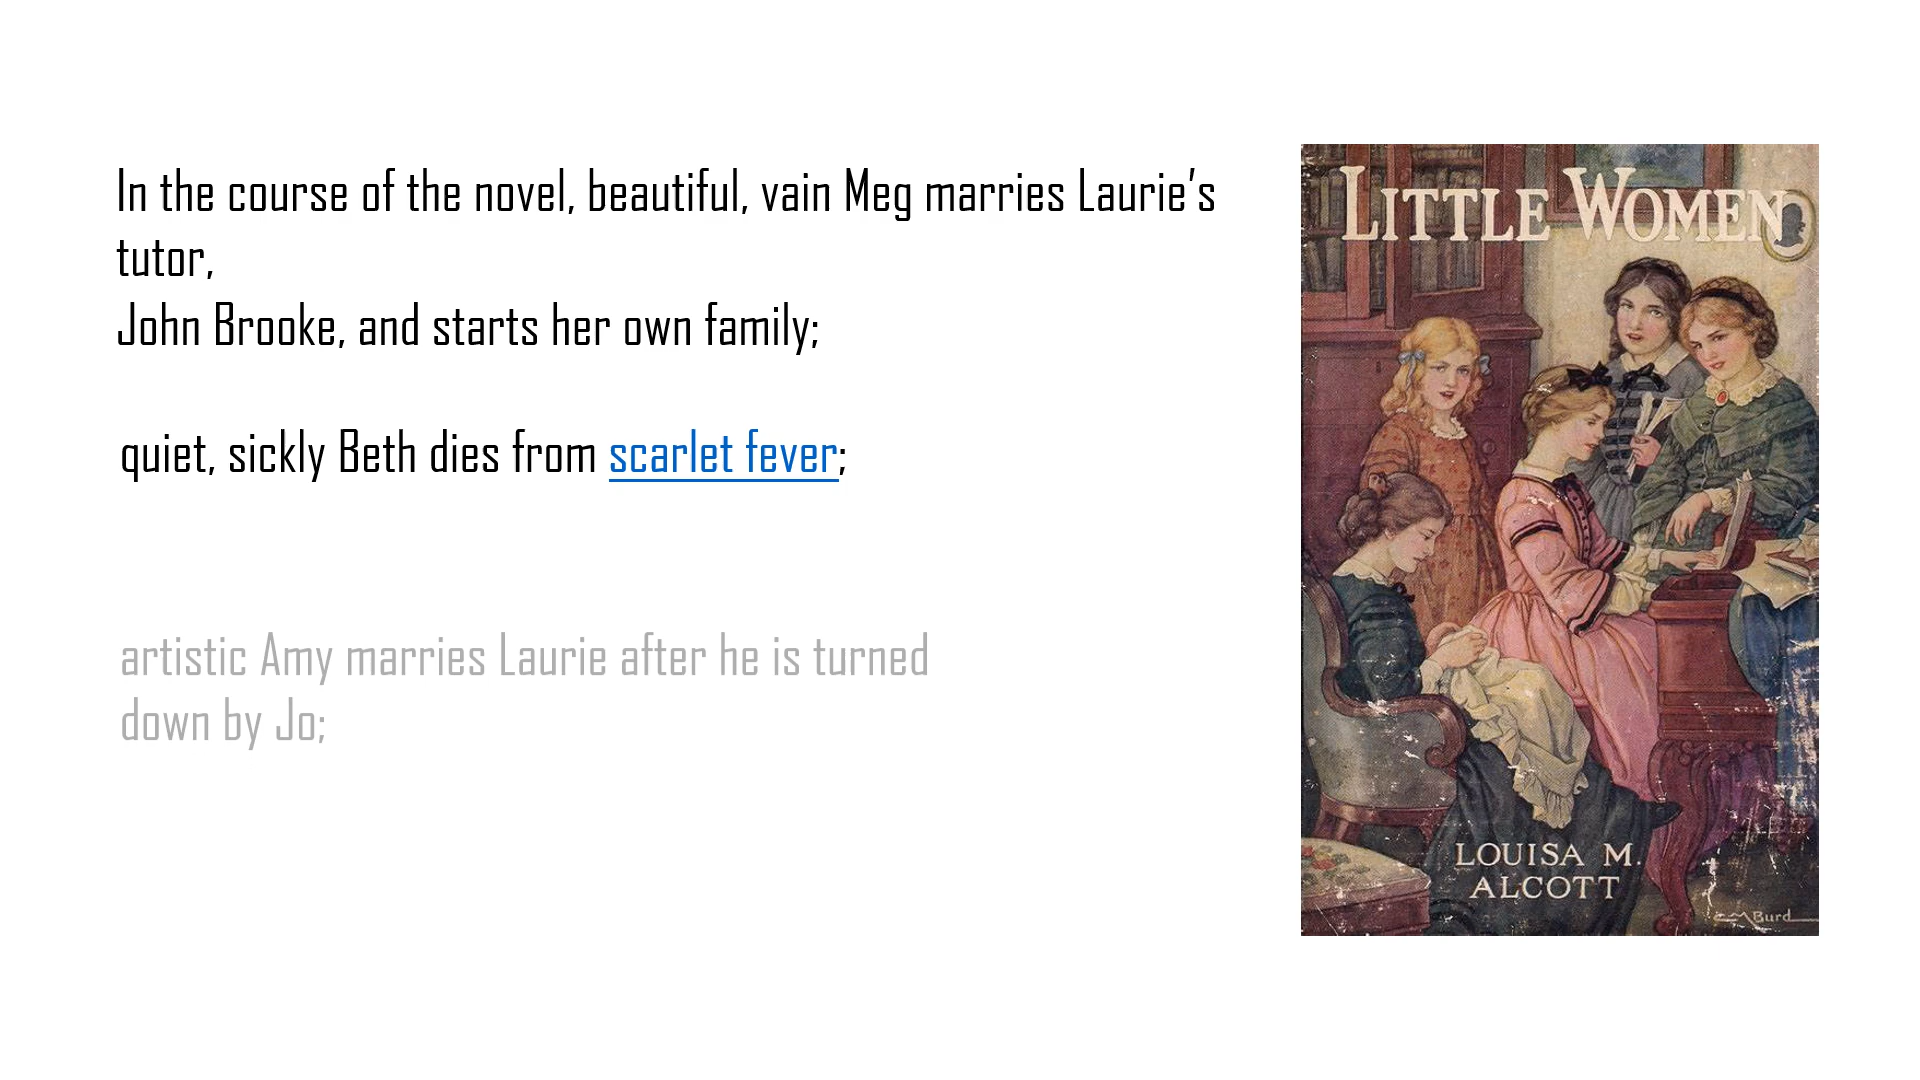 In the course of the novel, beautiful, vain Meg marries Laurie’s
tutor,
John Brooke, and starts her own family;
quiet, sickly Beth dies from scarlet fever;
artistic Amy marries Laurie after he is turned
down by Jo;
LITTLE WOMEN
LOUISA M.
ALCOTT
M Burd